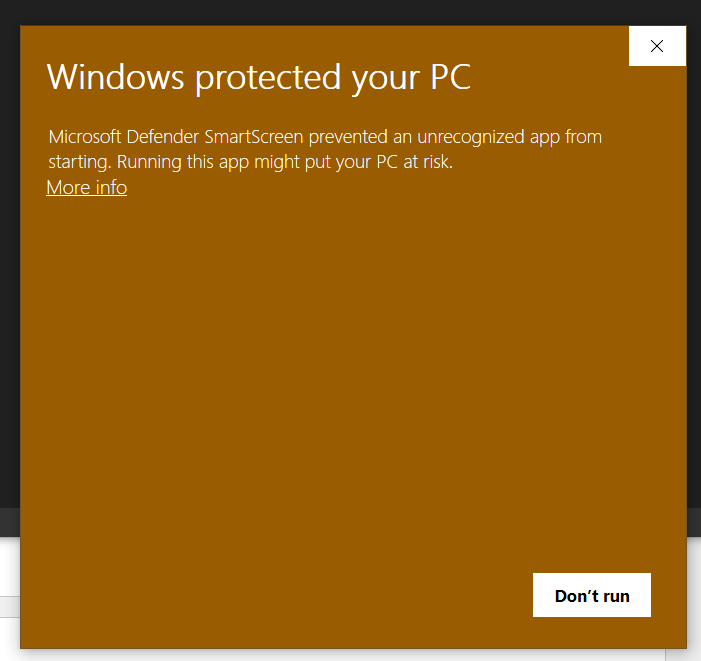 Windows protected your PC
Microsoft Defender SmartScreen prevented an unrecognized app from
starting. Running this app might put your PC at risk.
More info
Don’t run